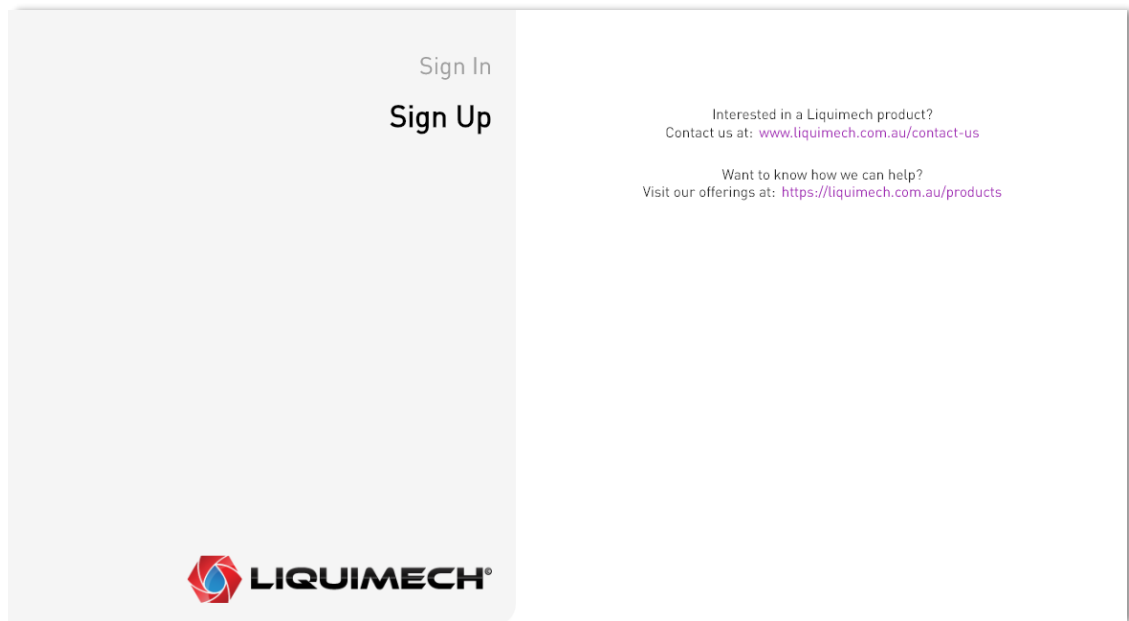 Sign In
Sign Up
Interested in a Liquimech product?
Contact us at: www.liquimech.com.au/contact-us
Want to know how we can help?
Visit our offerings at: https://liquimech.com.au/products
LIQUIMECH©